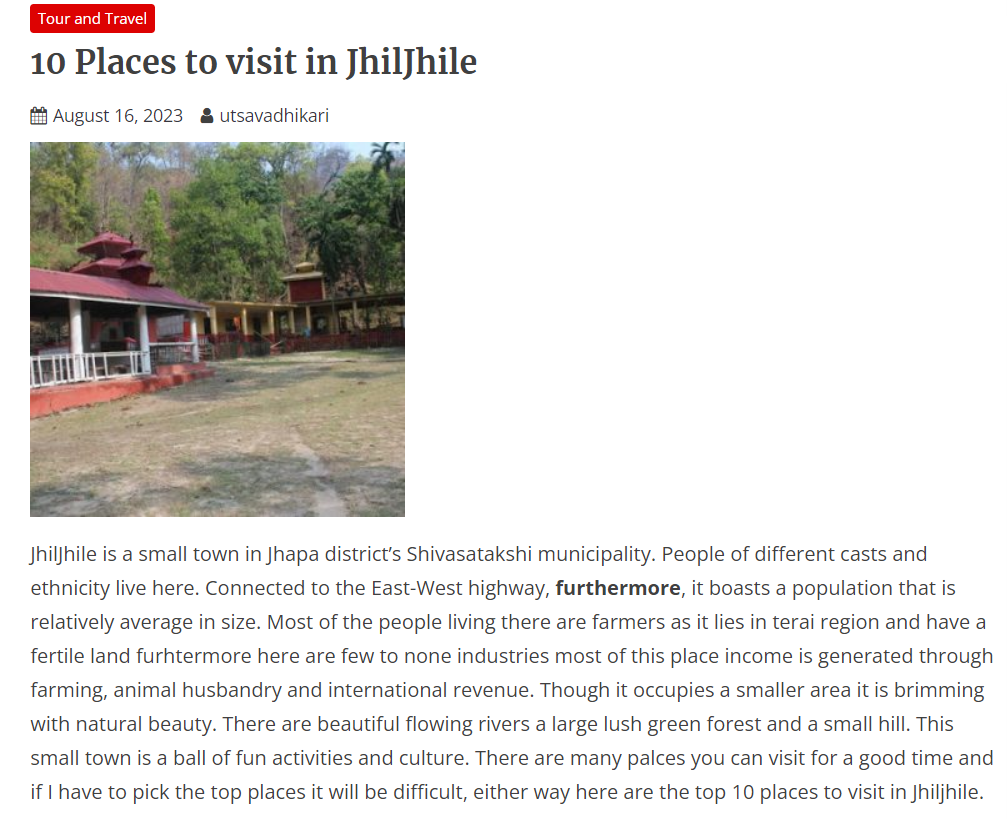 Tour and Travel
10 Places to visit in JhilJhile
August 16, 2023 utsavadhikari
JhilJhile is a small town in Jhapa district’s Shivasatakshi municipality. People of different casts and
ethnicity live here. Connected to the East-West highway, furthermore, it boasts a population that is
relatively average in size. Most of the people living there are farmers as it lies in terai region and have a
fertile land furhtermore here are few to none industries most of this place income is generated through
farming, animal husbandry and international revenue. Though it occupies a smaller area it is brimming
with natural beauty. There are beautiful flowing rivers a large lush green forest and a small hill. This
small town is a ball of fun activities and culture. There are many palces you can visit for a good time and
if I have to pick the top places it will be difficult, either way here are the top 10 places to visit in Jhiljhile.